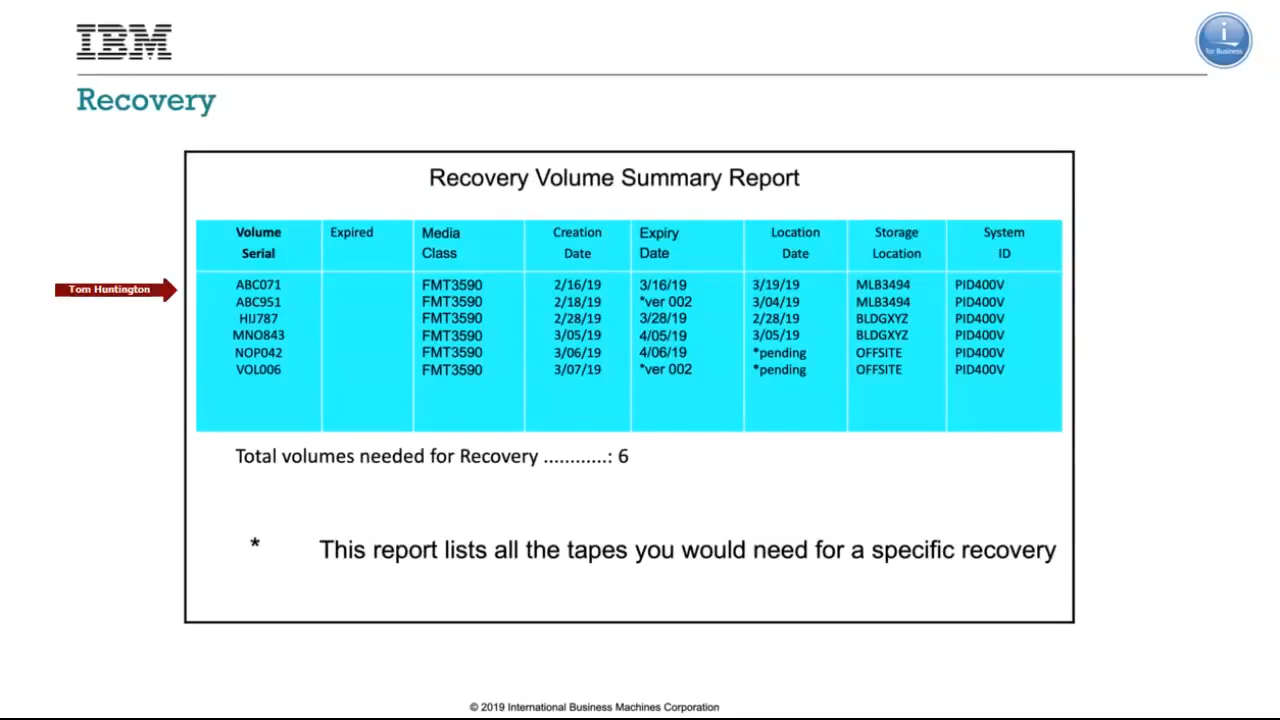 IBM
i
for Business
Recovery
Recovery Volume Summary Report
Volume Serial Expired Media Class Creation Date Expiry Date Location Date Storage Location System ID
Tom Huntington
ABC071 FMT3590 2/16/19 3/16/19 3/19/19 MLB3494 PID400V
ABC951 FMT3590 2/18/19 *ver 002 3/04/19 MLB3494 PID400V
HIJ787 FMT3590 2/28/19 3/28/19 2/28/19 BLDGXYZ PID400V
MNO843 FMT3590 3/05/19 4/05/19 3/05/19 BLDGXYZ PID400V
NOP042 FMT3590 3/06/19 4/06/19 *pending OFFSITE PID400V
VOL006 FMT3590 3/07/19 *ver 002 *pending OFFSITE PID400V
Total volumes needed for Recovery ............: 6
* This report lists all the tapes you would need for a specific recovery
© 2019 International Business Machines Corporation